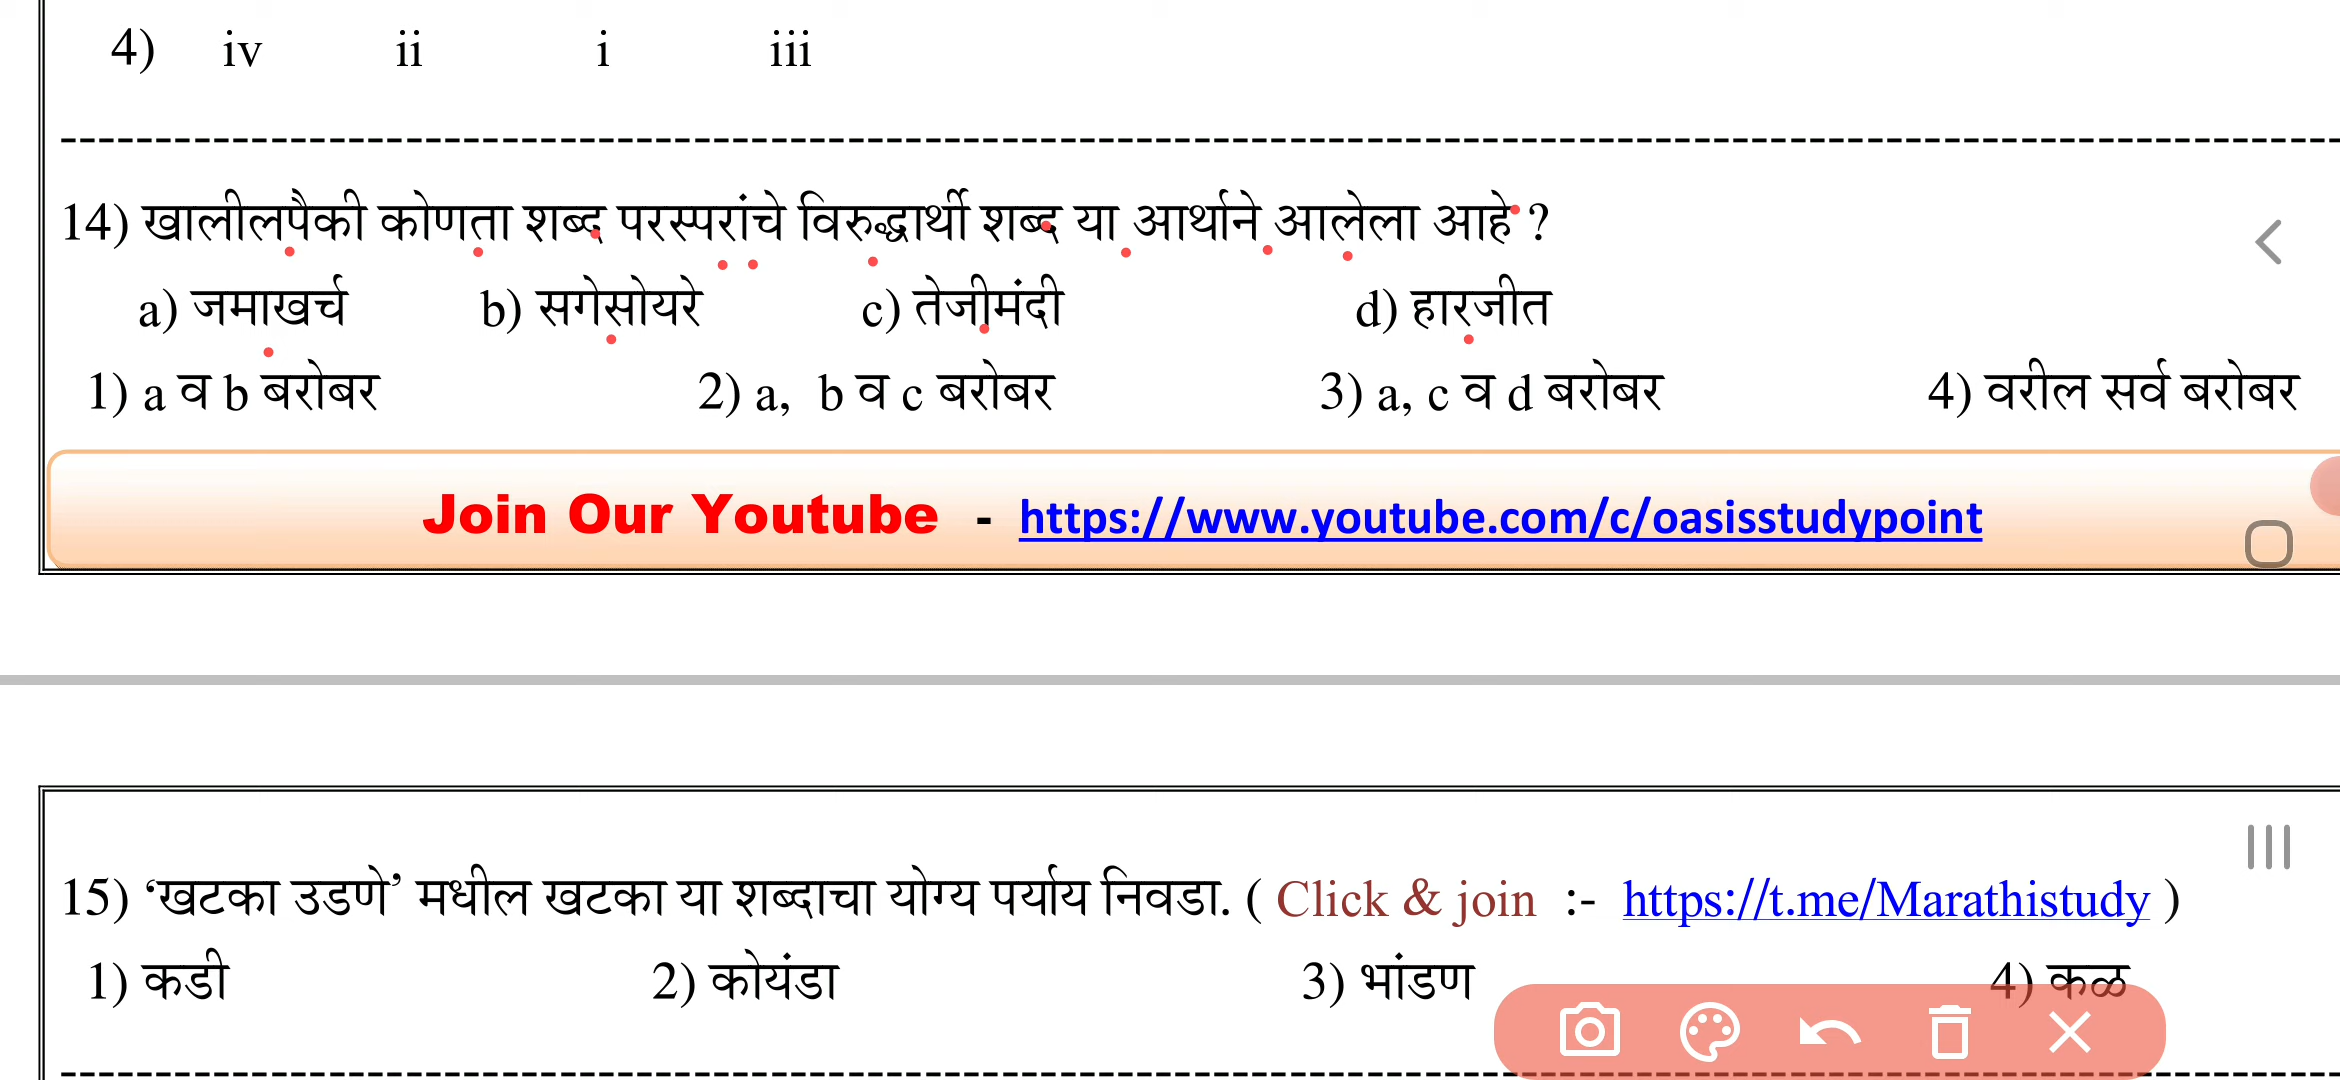 4) iv ii i iii
14) खालीलपैकी कोणता शब्द परस्परांचे विरुद्धार्थी शब्द या आर्थाने आलेला आहे ?
a) जमाखर्च b) सगेसोयरे c) तेजीमंदी d) हारजीत
1) a व b बरोबर 2) a, b व c बरोबर 3) a, c व d बरोबर 4) वरील सर्व बरोबर
Join Our Youtube - https://www.youtube.com/c/oasisstudypoint
15) ‘खटका उडणे’ मधील खटका या शब्दाचा योग्य पर्याय निवडा. ( Click & join :- https://t.me/Marathistudy )
1) कडी 2) कोयंडा 3) भांडण 4) कळ